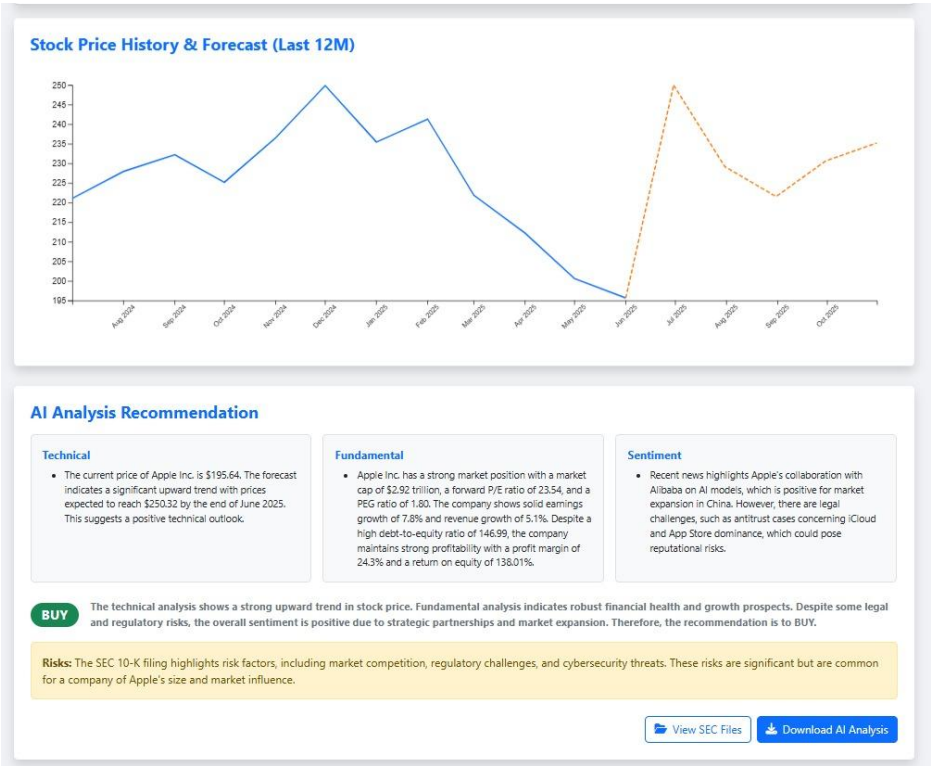 Stock Price History & Forecast (Last 12M)
250
245
240
235
230
225
220
215
210
205
200
195
Aug 2024
Sep 2024
Oct 2024
Nov 2024
Dec 2024
Jan 2025
Feb 2025
Mar 2025
Apr 2025
May 2025
Jun 2025
Jul 2025
Aug 2025
Sep 2025
Oct 2025
AI Analysis Recommendation
Technical
• The current price of Apple Inc. is $195.64. The forecast
indicates a significant upward trend with prices
expected to reach $250.32 by the end of June 2025.
This suggests a positive technical outlook.
Fundamental
• Apple Inc. has a strong market position with a market
cap of $2.92 trillion, a forward P/E ratio of 23.54, and a
PEG ratio of 1.80. The company shows solid earnings
growth of 7.8% and revenue growth of 5.1%. Despite a
high debt-to-equity ratio of 146.99, the company
maintains strong profitability with a profit margin of
24.3% and a return on equity of 138.01%.
Sentiment
• Recent news highlights Apple's collaboration with
Alibaba on AI models, which is positive for market
expansion in China. However, there are legal
challenges, such as antitrust cases concerning iCloud
and App Store dominance, which could pose
reputational risks.
BUY
The technical analysis shows a strong upward trend in stock price. Fundamental analysis indicates robust financial health and growth prospects. Despite some legal
and regulatory risks, the overall sentiment is positive due to strategic partnerships and market expansion. Therefore, the recommendation is to BUY.
Risks: The SEC 10-K filing highlights risk factors, including market competition, regulatory challenges, and cybersecurity threats. These risks are significant but are common
for a company of Apple's size and market influence.
View SEC Files
Download AI Analysis